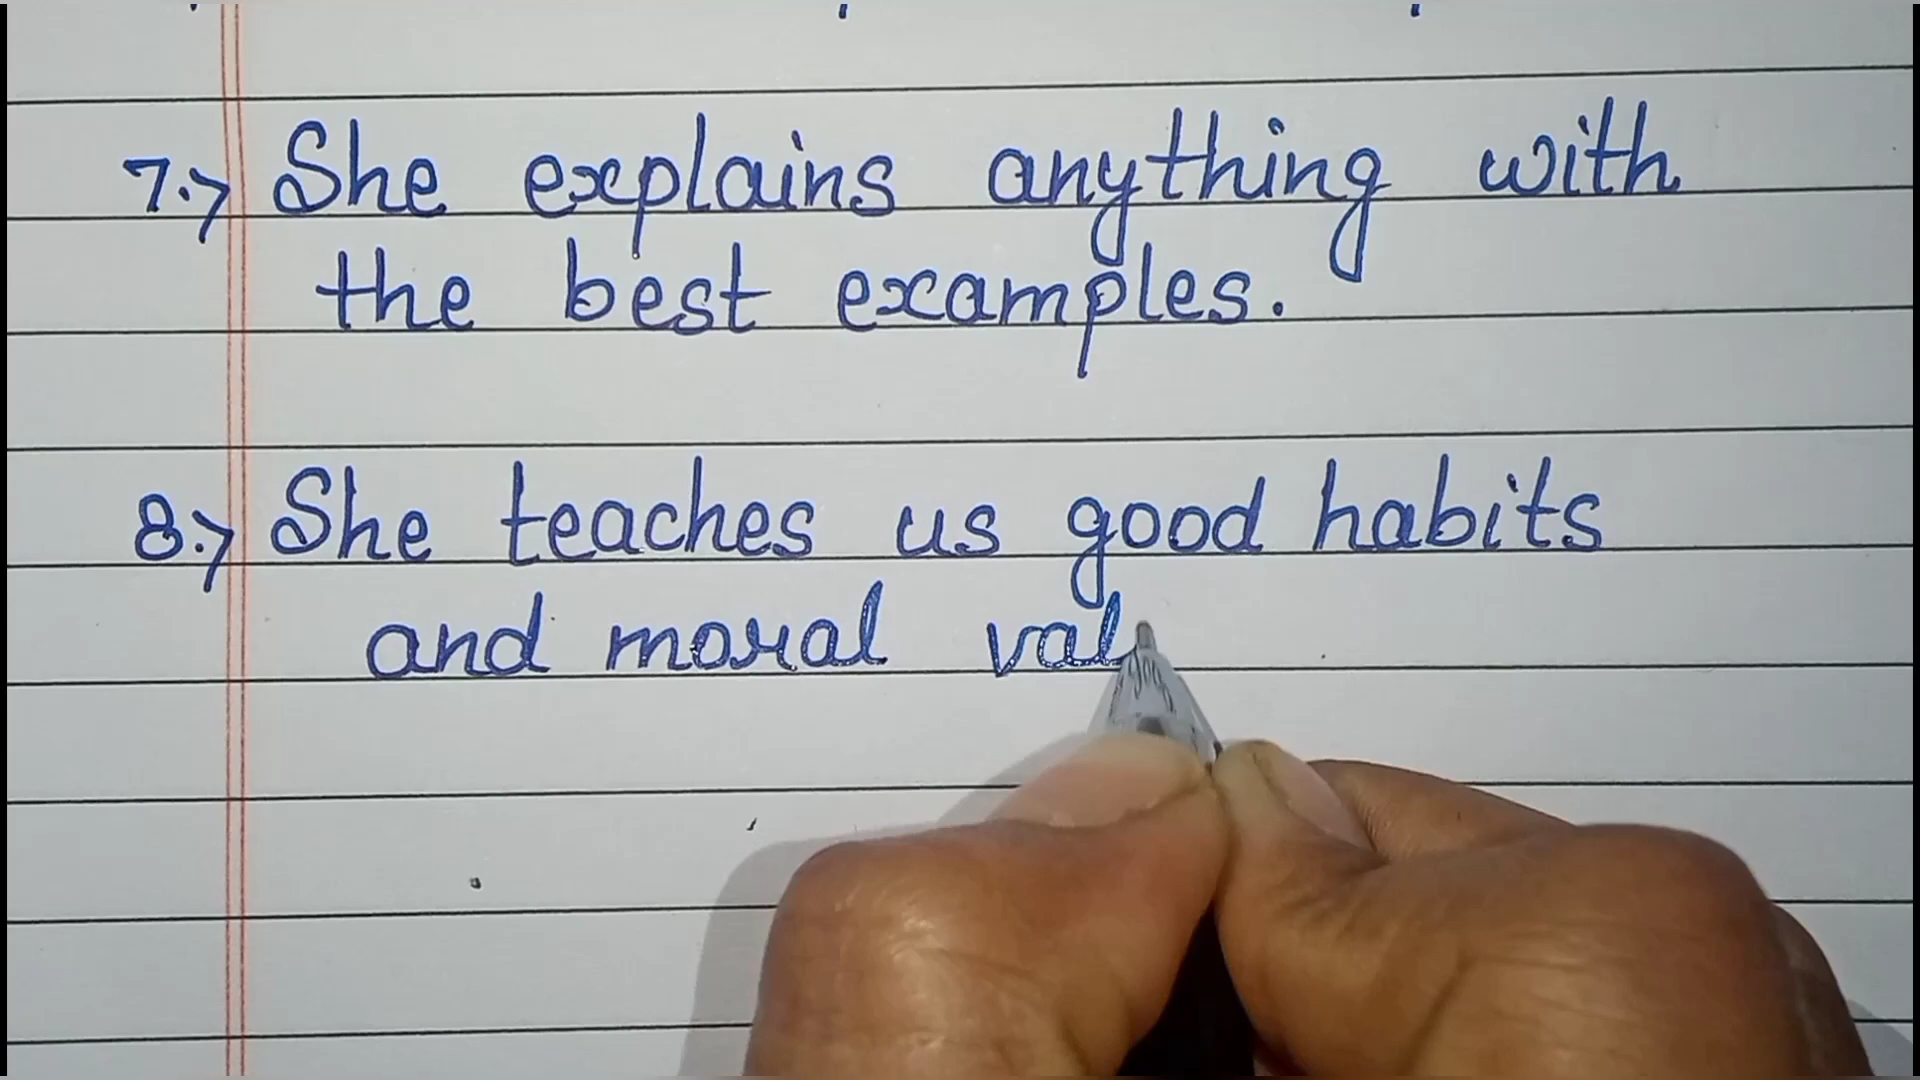 7.> She explains anything with
the best examples.
8.> She teaches us good habits
and moral val